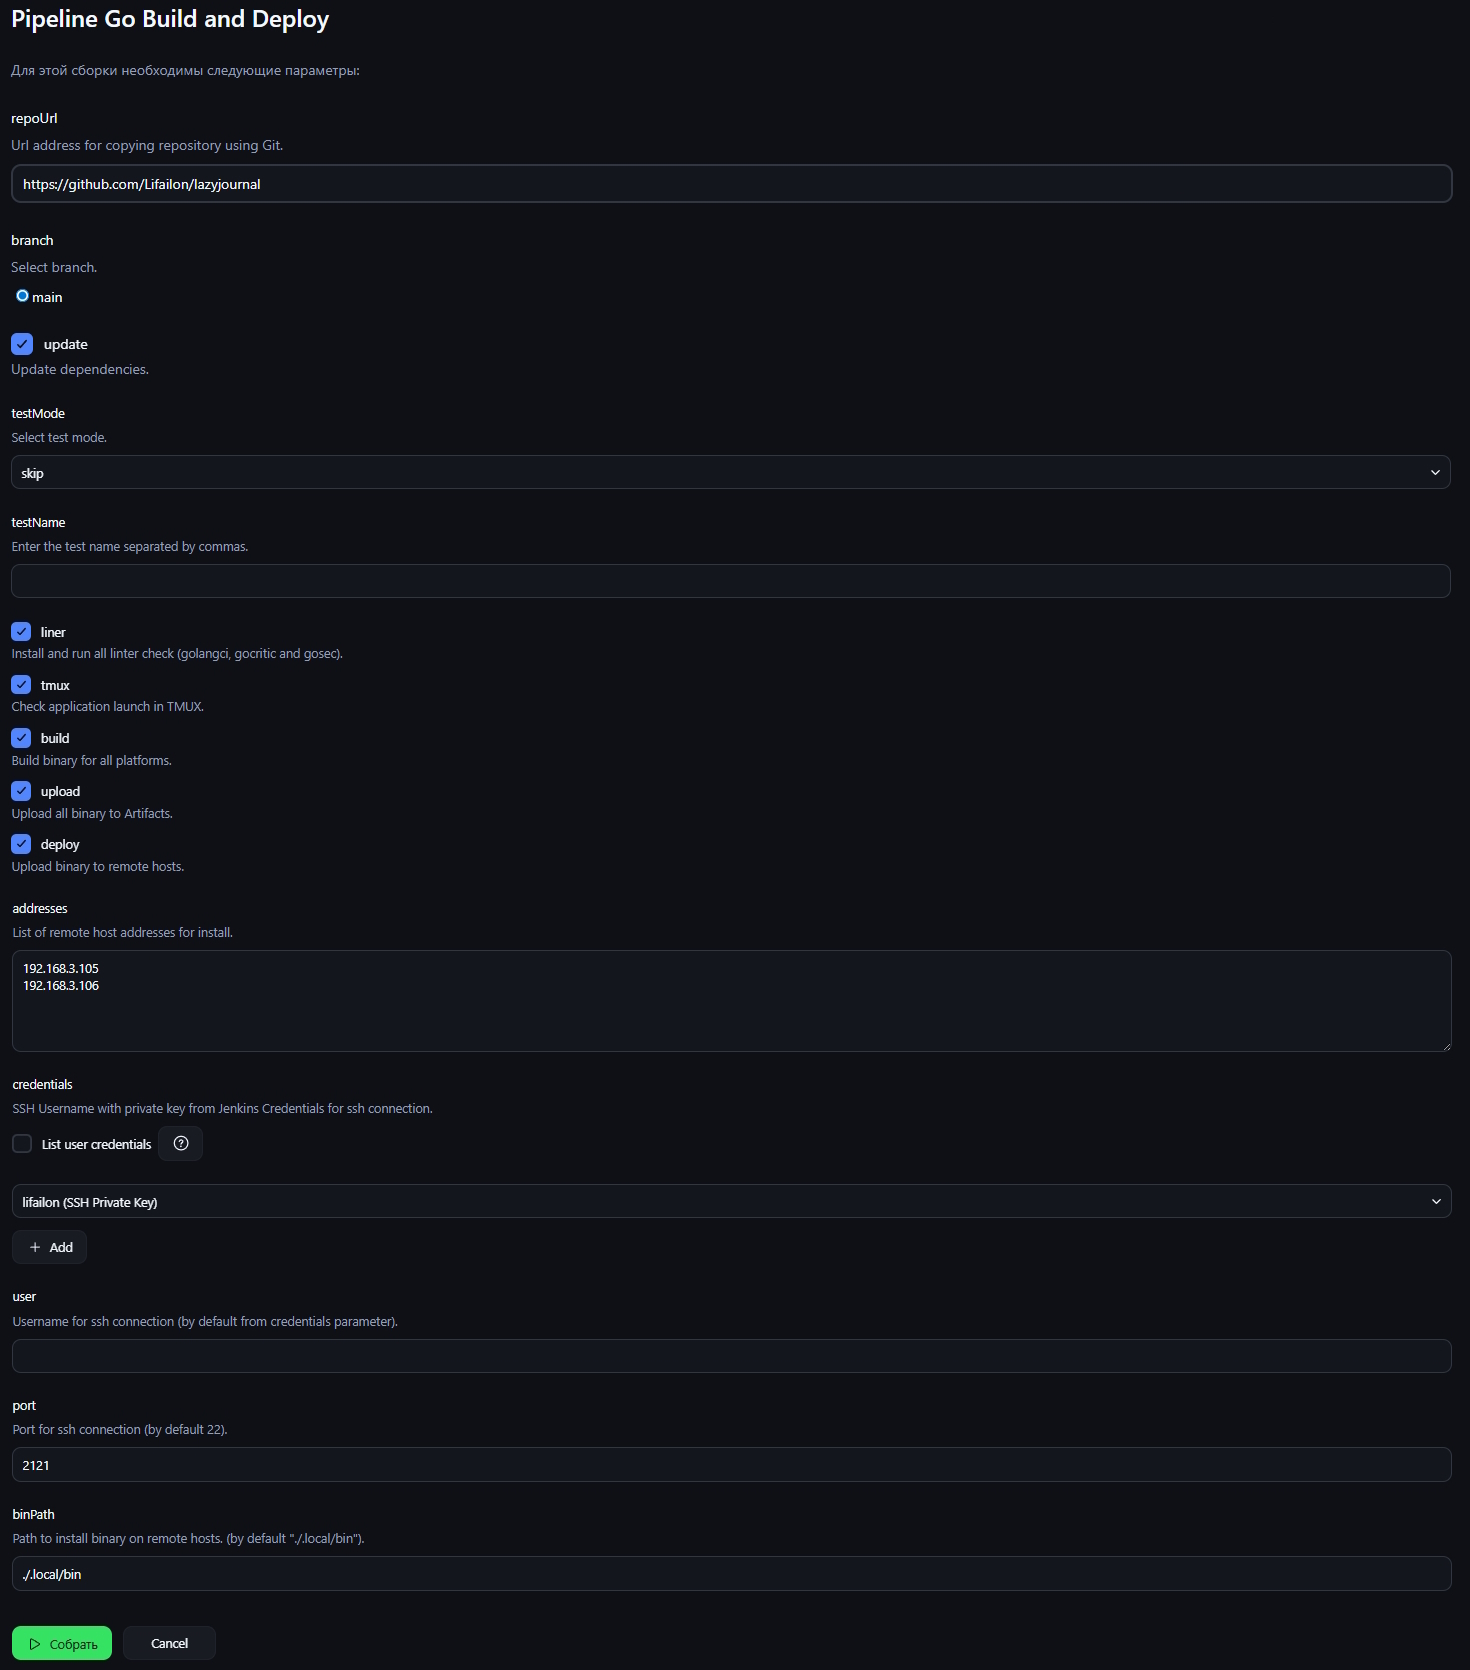 Pipeline Go Build and Deploy
Для этой сборки необходимы следующие параметры:
repoUrl
Url address for copying repository using Git.
https://github.com/Lifailon/lazyjournal
branch
Select branch.
main
update
Update dependencies.
testMode
Select test mode.
skip
testName
Enter the test name separated by commas.
liner
Install and run all linter check (golangci, gocritic and gosec).
tmux
Check application launch in TMUX.
build
Build binary for all platforms.
upload
Upload all binary to Artifacts.
deploy
Upload binary to remote hosts.
addresses
List of remote host addresses for install.
192.168.3.105
192.168.3.106
credentials
SSH Username with private key from Jenkins Credentials for ssh connection.
List user credentials
lifailon (SSH Private Key)
Add
user
Username for ssh connection (by default from credentials parameter).
port
Port for ssh connection (by default 22).
2121
binPath
Path to install binary on remote hosts. (by default "./.local/bin").
./.local/bin
Собрать Cancel